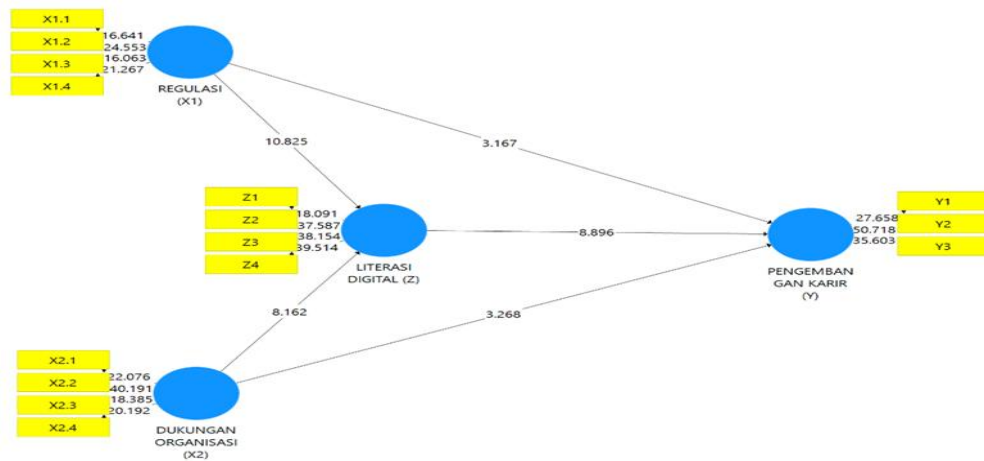 X1.1
X1.2
X1.3
X1.4
16.641
24.553
16.063
21.267
REGULASI
(X1)
10.825
3.167
Z1
Z2
Z3
Z4
18.091
37.587
38.154
39.514
LITERASI
DIGITAL (Z)
8.896
27.658
50.718
35.603
Y1
Y2
Y3
PENGEMBAN
GAN KARIR
(Y)
8.162
3.268
X2.1
X2.2
X2.3
X2.4
22.076
40.191
18.385
20.192
DUKUNGAN
ORGANISASI
(X2)